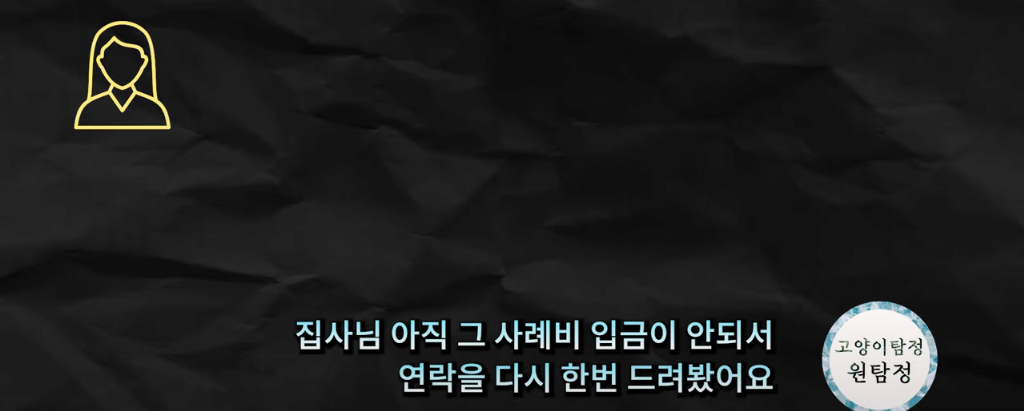 집사님 아직 그 사례비 입금이 안되서
연락을 다시 한번 드려봤어요
고양이탐정
원탐정